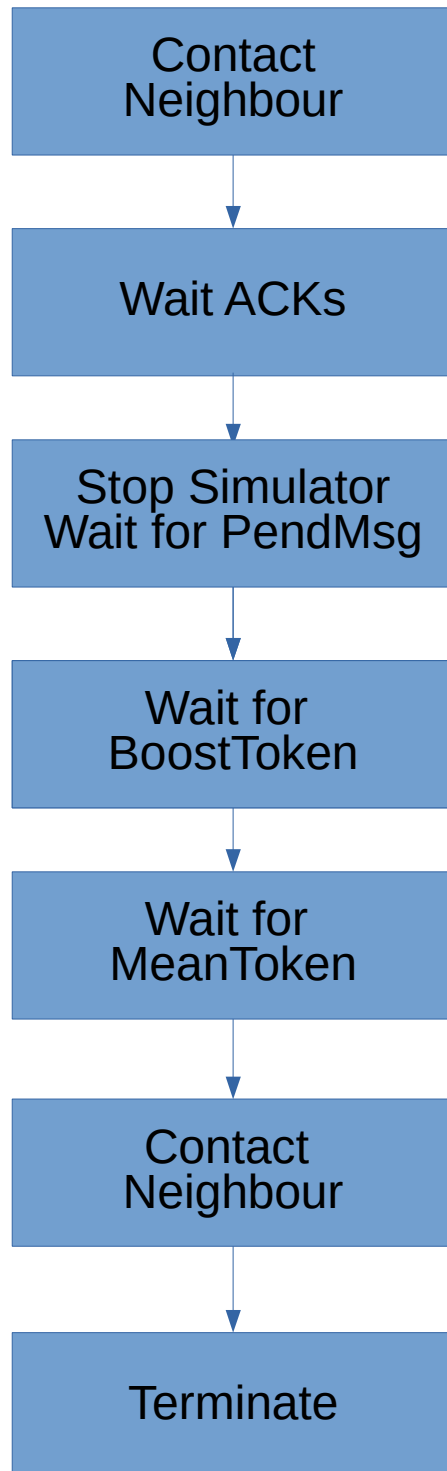 Contact
Neighbour
Wait ACKs
Stop Simulator
Wait for PendMsg
Wait for
BoostToken
Wait for
MeanToken
Contact
Neighbour
Terminate